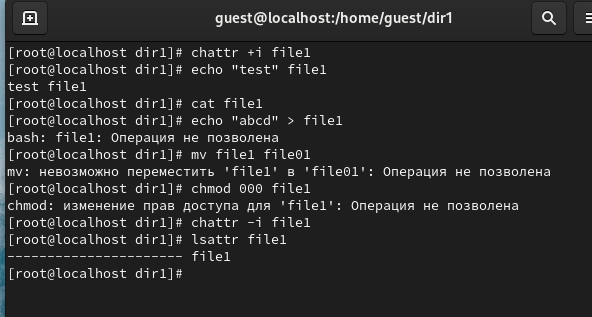 guest@localhost:/home/guest/dir1
[root@localhost dir1]# chattr +i file1
[root@localhost dir1]# echo "test" file1
test file1
[root@localhost dir1]# cat file1
[root@localhost dir1]# echo "abcd" > file1
bash: file1: Операция не позволена
[root@localhost dir1]# mv file1 file01
mv: невозможно переместить 'file1' в 'file01': Операция не позволена
[root@localhost dir1]# chmod 000 file1
chmod: изменение прав доступа для 'file1': Операция не позволена
[root@localhost dir1]# chattr -i file1
[root@localhost dir1]# lsattr file1
---------------------- file1
[root@localhost dir1]#